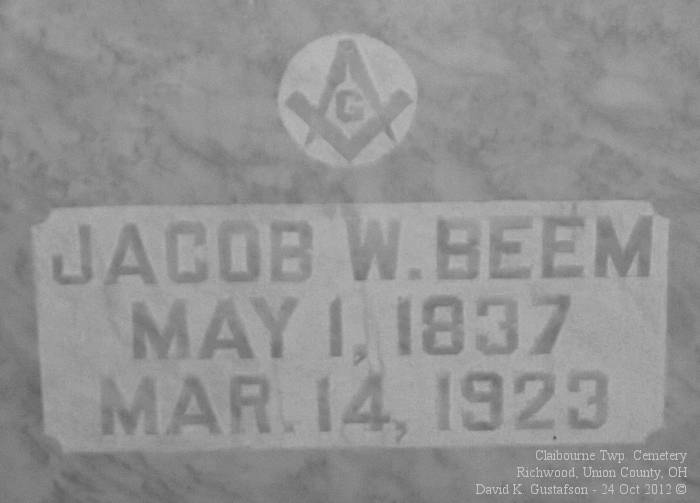 G
JACOB W. BEEM
MAY 1, 1837
MAR. 14, 1923
Claibourne Twp. Cemetery
Richwood, Union County, OH
David K. Gustafson - 24 Oct 2012 ©